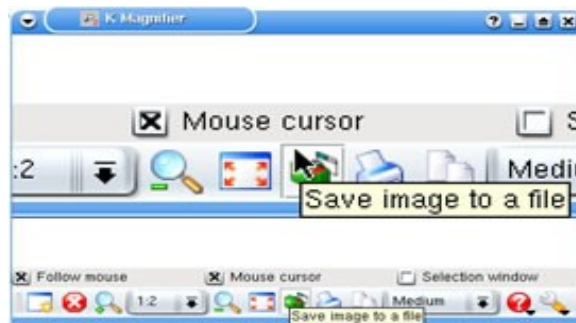 K Magnifier
Mouse cursor
:2
Medi
Save image to a file
Follow mouse Mouse cursor Selection window
1:2 Medium
Save image to a file